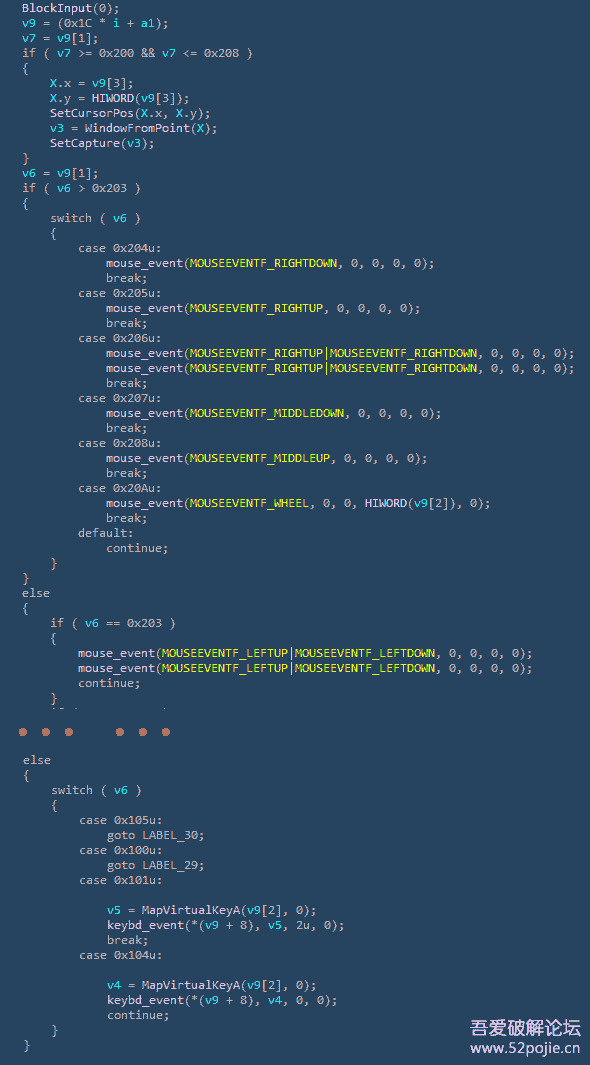 BlockInput(0);
v9 = (0x1C * i + a1);
v7 = v9[1];
if ( v7 >= 0x200 && v7 <= 0x208 )
{
X.x = v9[3];
X.y = HIWORD(v9[3]);
SetCursorPos(X.x, X.y);
v3 = WindowFromPoint(X);
SetCapture(v3);
}
v6 = v9[1];
if ( v6 > 0x203 )
{
switch ( v6 )
{
case 0x204u:
mouse_event(MOUSEEVENTF_RIGHTDOWN, 0, 0, 0, 0);
break;
case 0x205u:
mouse_event(MOUSEEVENTF_RIGHTUP, 0, 0, 0, 0);
break;
case 0x206u:
mouse_event(MOUSEEVENTF_RIGHTUP|MOUSEEVENTF_RIGHTDOWN, 0, 0, 0, 0);
mouse_event(MOUSEEVENTF_RIGHTUP|MOUSEEVENTF_RIGHTDOWN, 0, 0, 0, 0);
break;
case 0x207u:
mouse_event(MOUSEEVENTF_MIDDLEDOWN, 0, 0, 0, 0);
break;
case 0x208u:
mouse_event(MOUSEEVENTF_MIDDLEUP, 0, 0, 0, 0);
break;
case 0x20Au:
mouse_event(MOUSEEVENTF_WHEEL, 0, 0, HIWORD(v9[2]), 0);
break;
default:
continue;
}
}
else
{
if ( v6 == 0x203 )
{
mouse_event(MOUSEEVENTF_LEFTUP|MOUSEEVENTF_LEFTDOWN, 0, 0, 0, 0);
mouse_event(MOUSEEVENTF_LEFTUP|MOUSEEVENTF_LEFTDOWN, 0, 0, 0, 0);
continue;
}
else
{
switch ( v6 )
{
case 0x105u:
goto LABEL_30;
case 0x100u:
goto LABEL_29;
case 0x101u:
v5 = MapVirtualKeyA(v9[2], 0);
keybd_event(*(v9 + 8), v5, 2u, 0);
break;
case 0x104u:
v4 = MapVirtualKeyA(v9[2], 0);
keybd_event(*(v9 + 8), v4, 0, 0);
continue;
}
}
吾爱破解论坛
www.52pojie.cn